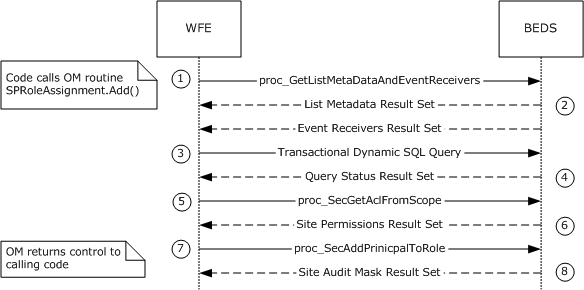 WFE
BEDS
Code calls OM routine
SPRoleAssignment.Add()
1
proc_GetListMetaDataAndEventReceivers
List Metadata Result Set
2
Event Receivers Result Set
3
Transactional Dynamic SQL Query
Query Status Result Set
4
5
proc_SecGetAclFromScope
Site Permissions Result Set
6
OM returns control to
calling code
7
proc_SecAddPrinicpalToRole
Site Audit Mask Result Set
8